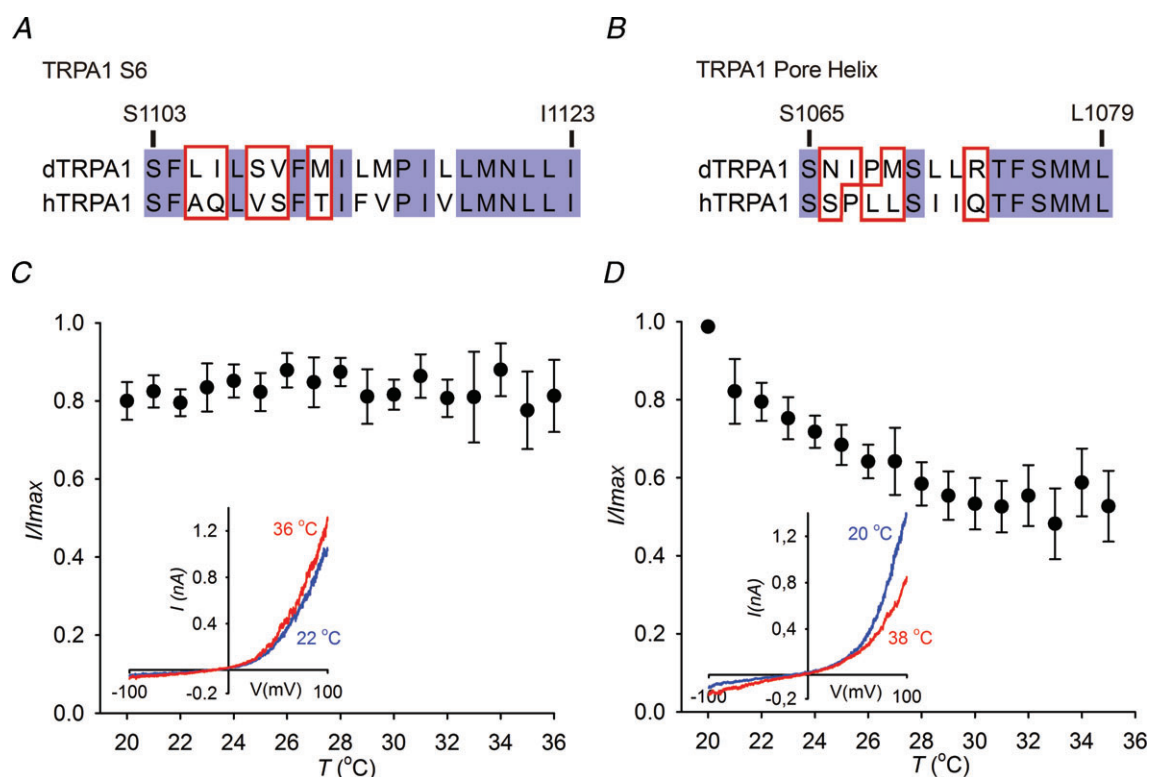 A
TRPA1 S6
S1103 I1123
dTRPA1 S F L I L S V F M I L M P I L L M N L L I
hTRPA1 S F A Q L V S F T I F V P I V L M N L L I
B
TRPA1 Pore Helix
S1065 L1079
dTRPA1 S N I P M S L L R T F S M M L
hTRPA1 S S P L L S I I Q T F S M M L
C
1.0
0.8
0.6
0.4
0.2
0.0
I/Imax
20 22 24 26 28 30 32 34 36
T (°C)
1.2
0.8
0.4
-0.2
I (nA)
36 °C
22 °C
-100
V(mV)
100
D
1.0
0.8
0.6
0.4
0.2
0.0
I/Imax
20 22 24 26 28 30 32 34 36
T (°C)
1,2
0,8
0,4
-0,2
I(nA)
20 °C
38 °C
-100
V(mV)
100